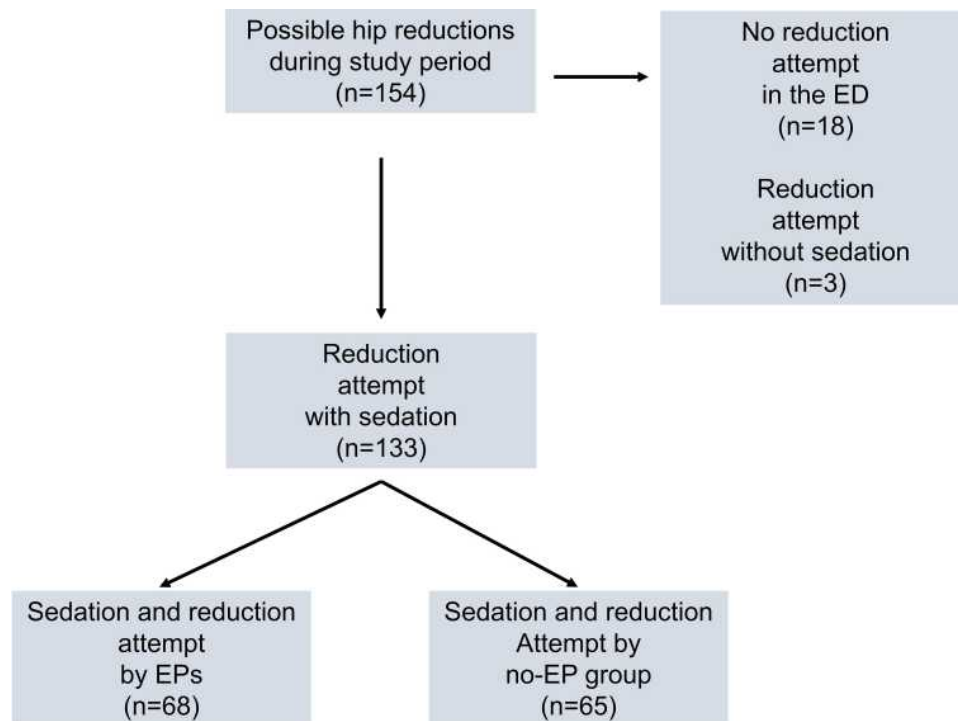 Possible hip reductions
during study period
(n=154)
No reduction
attempt
in the ED
(n=18)
Reduction
attempt
without sedation
(n=3)
Reduction
attempt
with sedation
(n=133)
Sedation and reduction
attempt
by EPs
(n=68)
Sedation and reduction
Attempt by
no-EP group
(n=65)